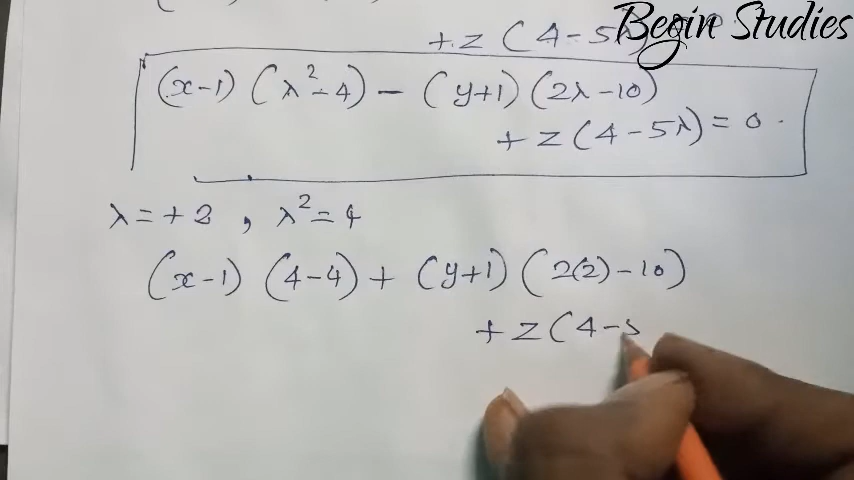 Begin Studies
+ z (4-5λ)
(x-1) (λ²-4) - (y+1) (2λ-10)
+ z (4-5λ) = 0.
λ = +2 , λ² = 4
(x-1) (4-4) + (y+1) (2(2)-10)
+ z (4-5